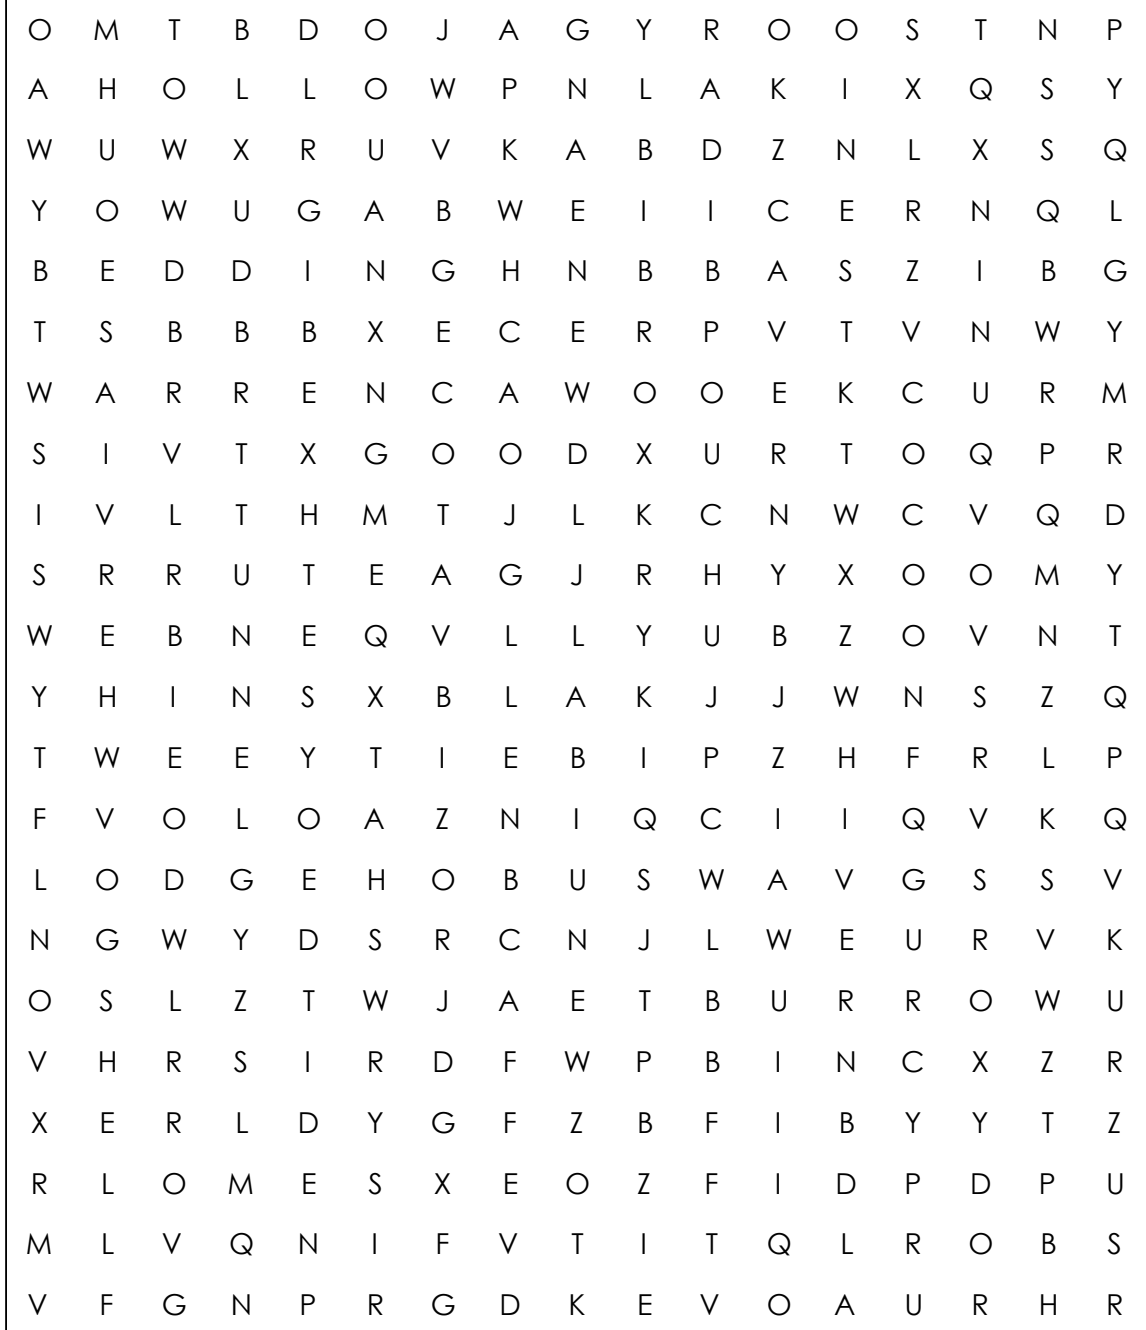 O M T B D O J A G Y R O O S T N P
A H O L L O W P N L A K I X Q S Y
W U W X R U V K A B D Z N L X S Q
Y O W U G A B W E I I C E R N Q L
B E D D I N G H N B B A S Z I B G
T S B B B X E C E R P V T V N W Y
W A R R E N C A W O O E K C U R M
S I V T X G O O D X U R T O Q P R
I V L T H M T J L K C N W C V Q D
S R R U T E A G J R H Y X O O M Y
W E B N E Q V L L Y U B Z O V N T
Y H I N S X B L A K J J W N S Z Q
T W E E Y T I E B I P Z H F R L P
F V O L O A Z N I Q C I I Q V K Q
L O D G E H O B U S W A V G S S V
N G W Y D S R C N J L W E U R V K
O S L Z T W J A E T B U R R O W U
V H R S I R D F W P B I N C X Z R
X E R L D Y G F Z B F I B Y Y T Z
R L O M E S X E O Z F I D P D P U
M L V Q N I F V T I T Q L R O B S
V F G N P R G D K E V O A U R H R